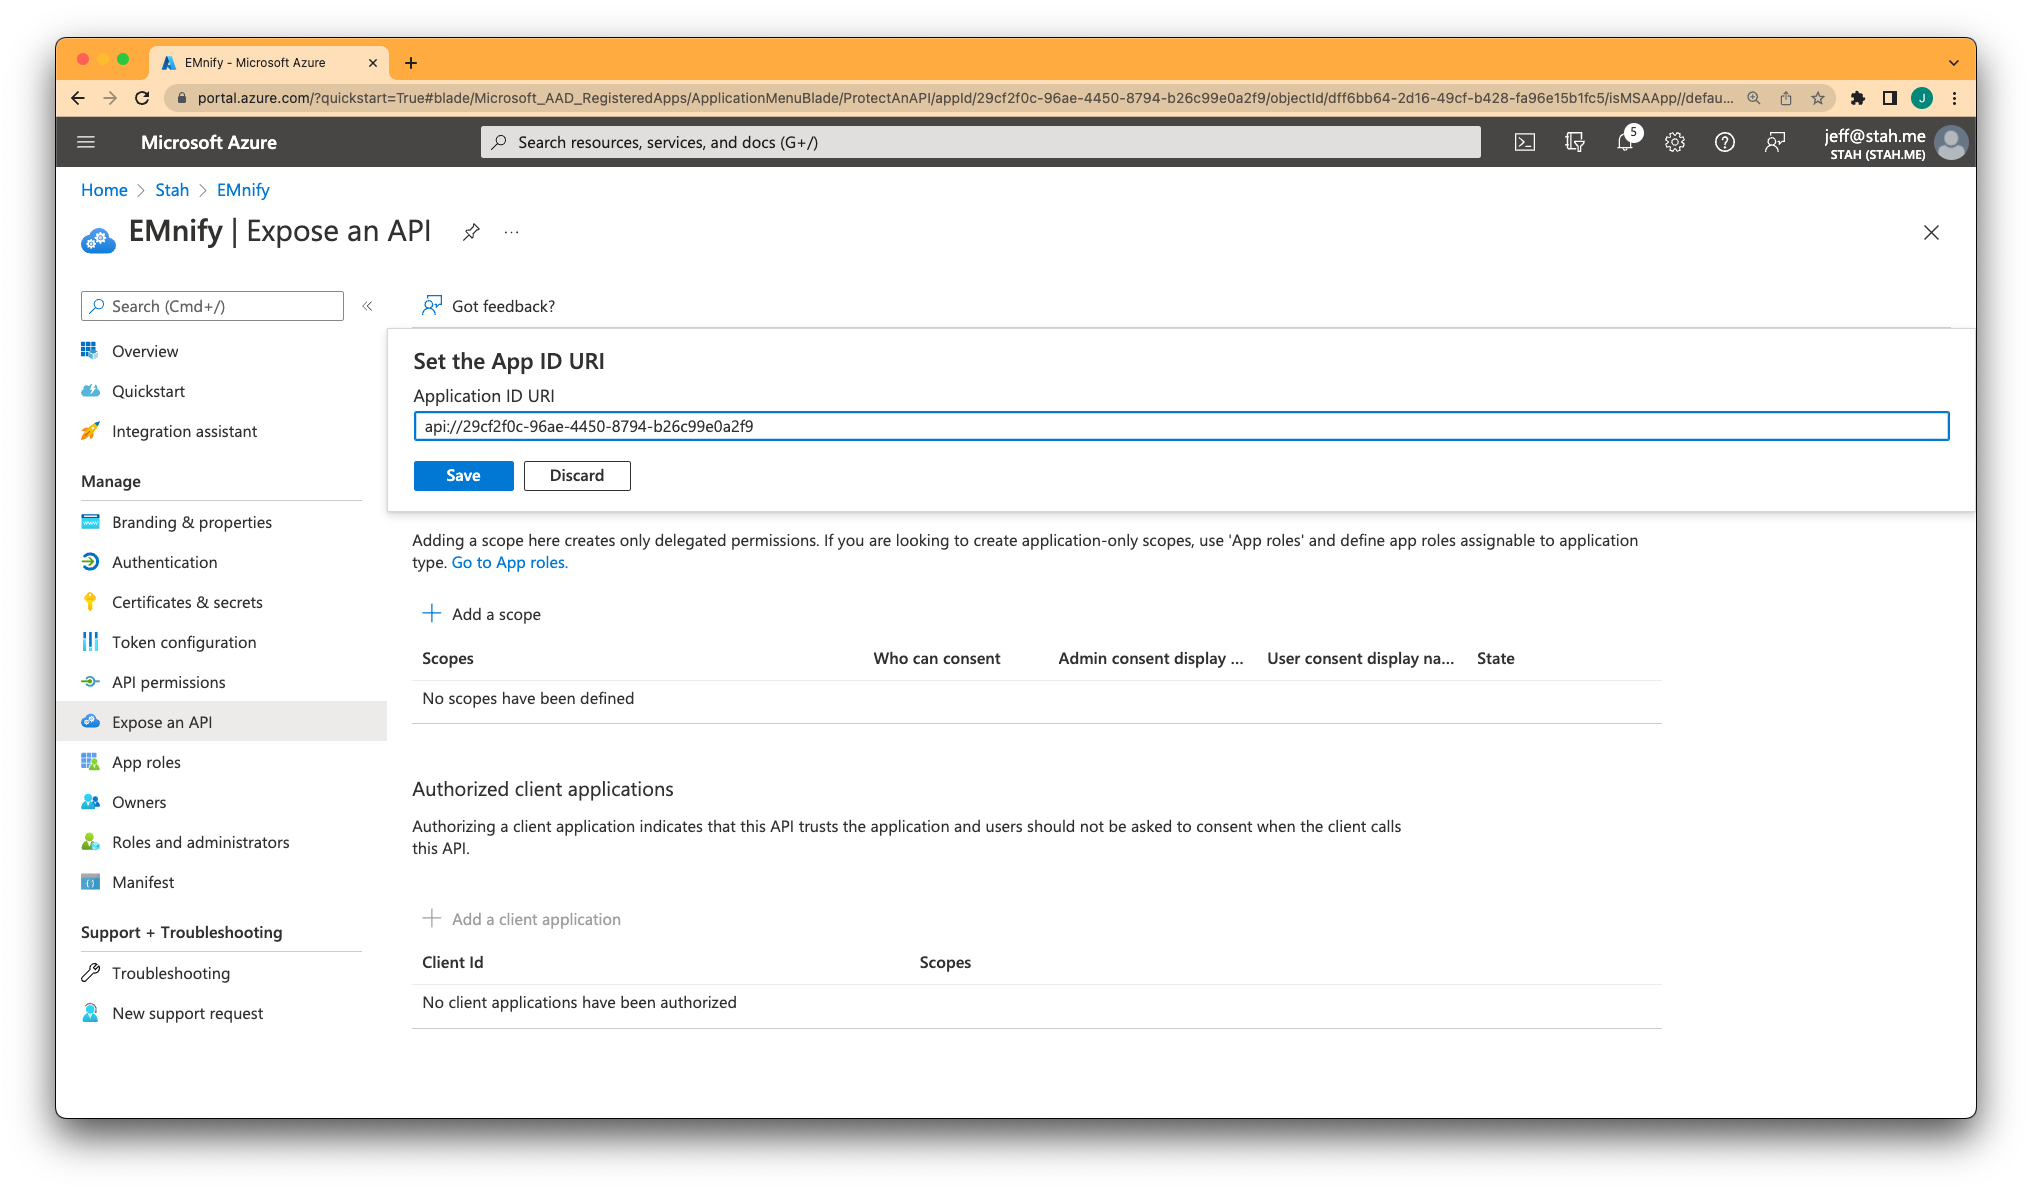 EMnify - Microsoft Azure
portal.azure.com/?quickstart=True#blade/Microsoft_AAD_RegisteredApps/ApplicationMenuBlade/ProtectAnAPI/appId/29cf2f0c-96ae-4450-8794-b26c99e0a2f9/objectId/dff6bb64-2d16-49cf-b428-fa96e15b1fc5/isMSAApp//defau...
J
Microsoft Azure
Search resources, services, and docs (G+/)
5
jeff@stah.me
STAH (STAH.ME)
Home > Stah > EMnify
EMnify | Expose an API
...
Search (Cmd+/)
«
Got feedback?
Overview
Quickstart
Integration assistant
Manage
Branding & properties
Authentication
Certificates & secrets
Token configuration
API permissions
Expose an API
App roles
Owners
Roles and administrators
Manifest
Support + Troubleshooting
Troubleshooting
New support request
Set the App ID URI
Application ID URI
api://29cf2f0c-96ae-4450-8794-b26c99e0a2f9
Save
Discard
Adding a scope here creates only delegated permissions. If you are looking to create application-only scopes, use 'App roles' and define app roles assignable to application
type. Go to App roles.
Add a scope
Scopes Who can consent Admin consent display ... User consent display na... State
No scopes have been defined
Authorized client applications
Authorizing a client application indicates that this API trusts the application and users should not be asked to consent when the client calls
this API.
Add a client application
Client Id Scopes
No client applications have been authorized